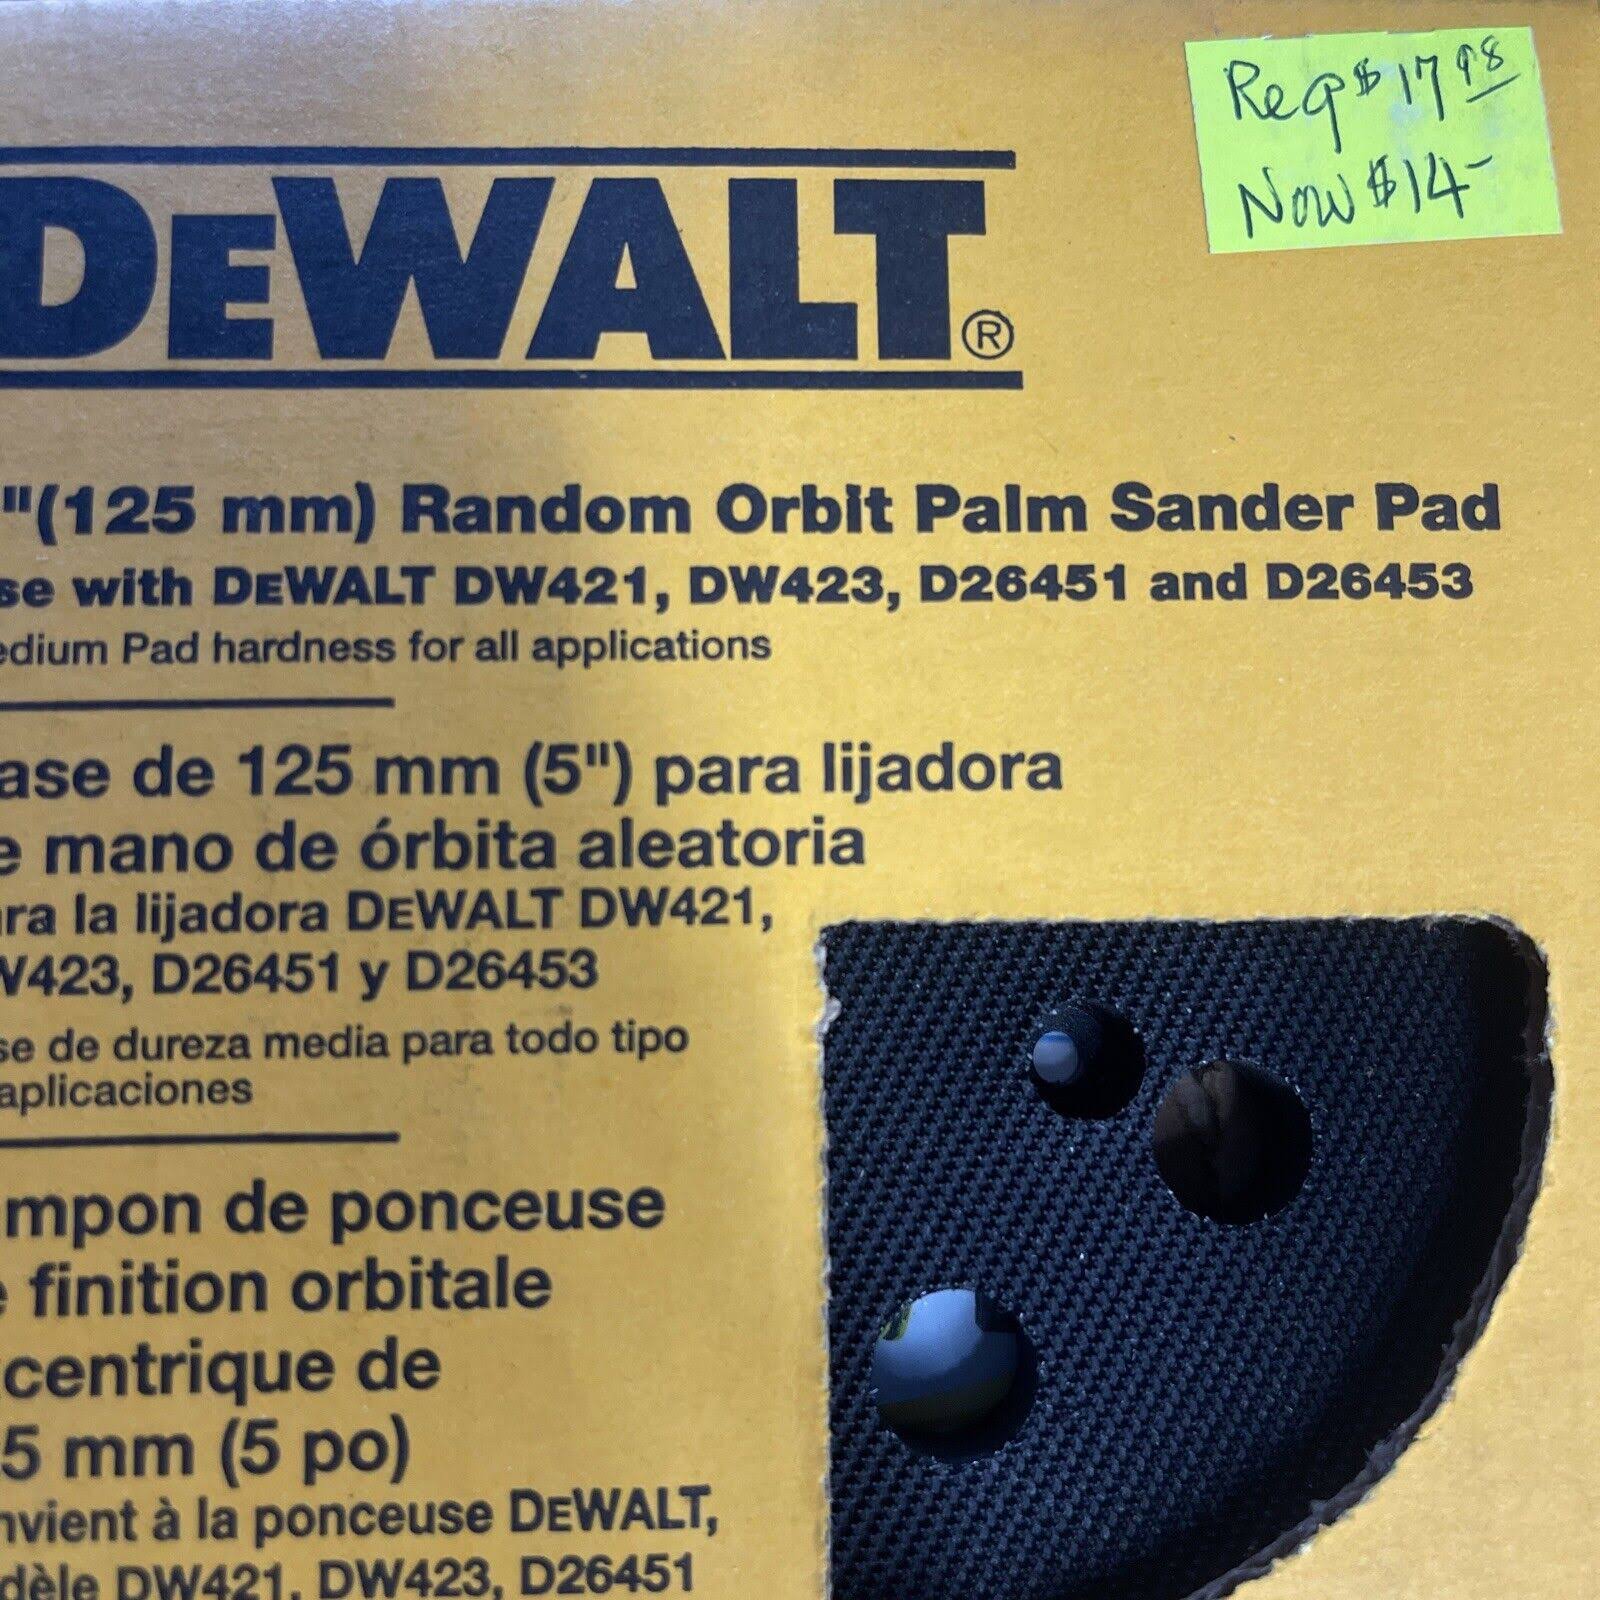 Reg $17.98
Now $14-
DEWALT®
"(125 mm) Random Orbit Palm Sander Pad
se with DEWALT DW421, DW423, D26451 and D26453
edium Pad hardness for all applications
ase de 125 mm (5") para lijadora
e mano de órbita aleatoria
ara la lijadora DEWALT DW421,
W423, D26451 y D26453
se de dureza media para todo tipo
aplicaciones
mpon de ponceuse
e finition orbitale
xcentrique de
25 mm (5 po)
nvient à la ponceuse DEWALT,
dèle DW421, DW423, D26451